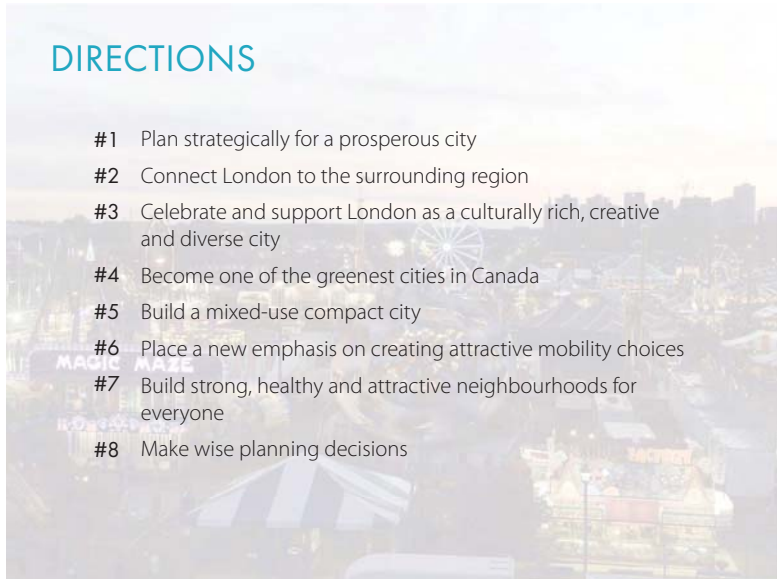 DIRECTIONS
#1 Plan strategically for a prosperous city
#2 Connect London to the surrounding region
#3 Celebrate and support London as a culturally rich, creative
and diverse city
#4 Become one of the greenest cities in Canada
#5 Build a mixed-use compact city
#6 Place a new emphasis on creating attractive mobility choices
MAGIC MAZE
#7 Build strong, healthy and attractive neighbourhoods for
everyone
#8 Make wise planning decisions